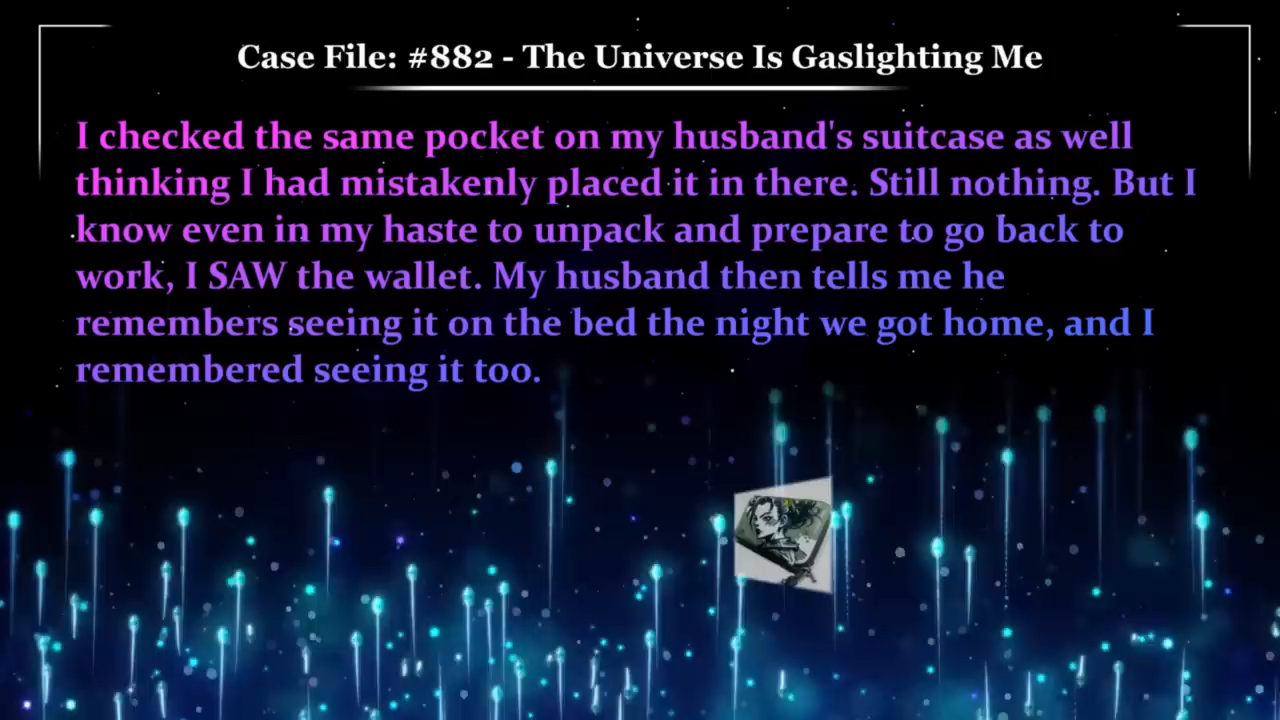 Case File: #882 - The Universe Is Gaslighting Me
I checked the same pocket on my husband's suitcase as well
thinking I had mistakenly placed it in there. Still nothing. But I
know even in my haste to unpack and prepare to go back to
work, I SAW the wallet. My husband then tells me he
remembers seeing it on the bed the night we got home, and I
remembered seeing it too.